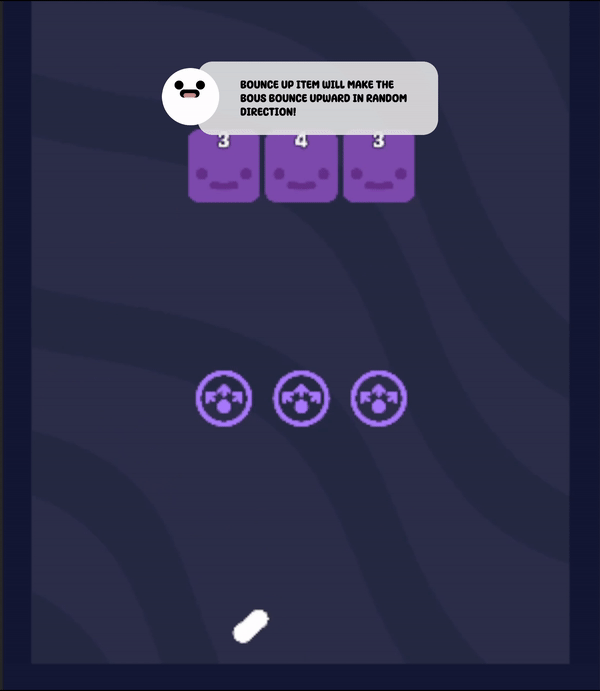 BOUNCE UP ITEM WILL MAKE THE
BOUS BOUNCE UPWARD IN RANDOM
DIRECTION!
3 4 3